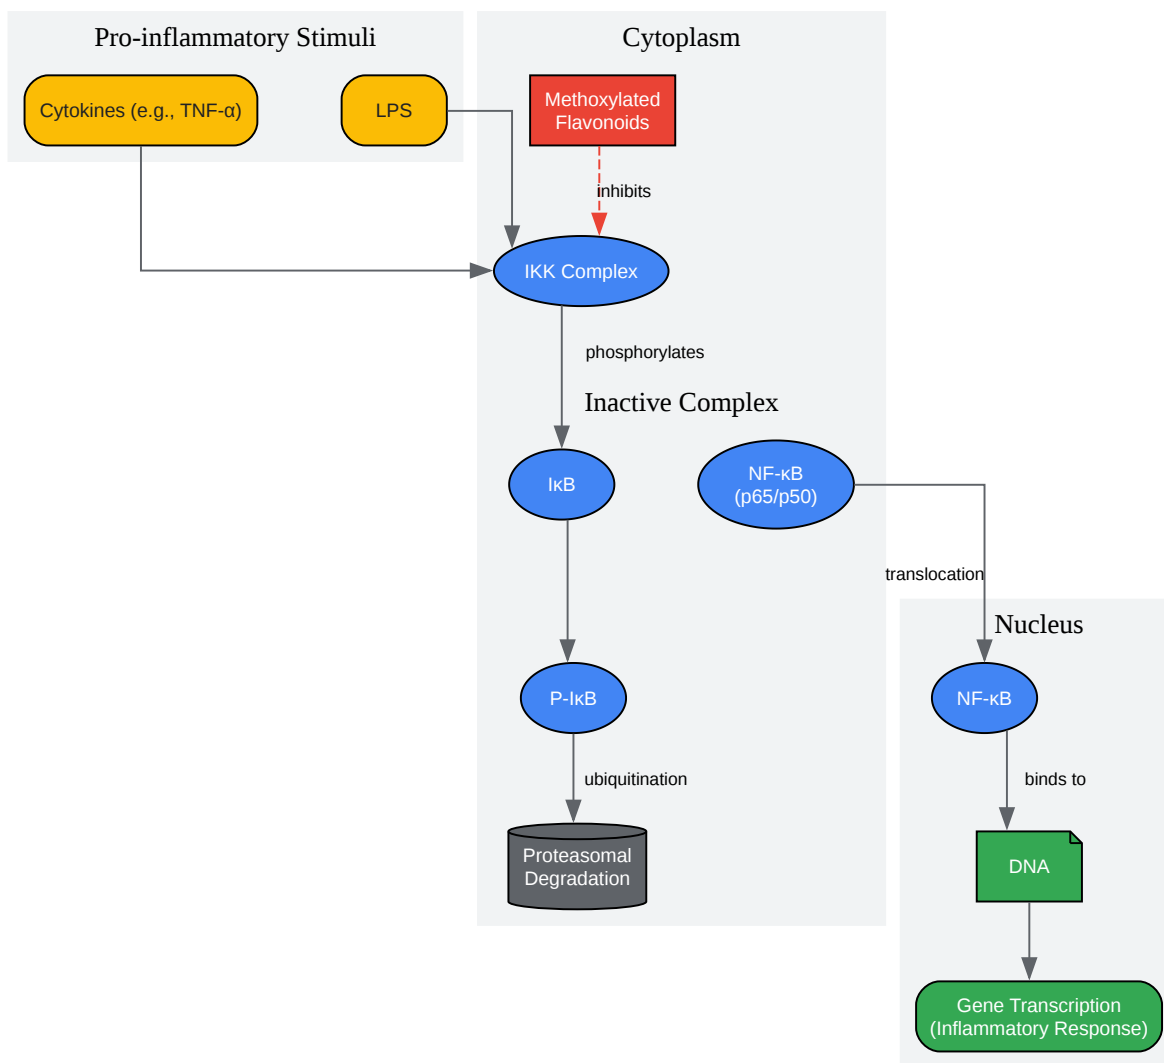 Pro-inflammatory Stimuli
Cytokines (e.g., TNF-α)
LPS
Cytoplasm
Methoxylated
Flavonoids
inhibits
IKK Complex
phosphorylates
Inactive Complex
IκB
NF-κB
(p65/p50)
translocation
P-IκB
ubiquitination
Proteasomal
Degradation
Nucleus
NF-κB
binds to
DNA
Gene Transcription
(Inflammatory Response)